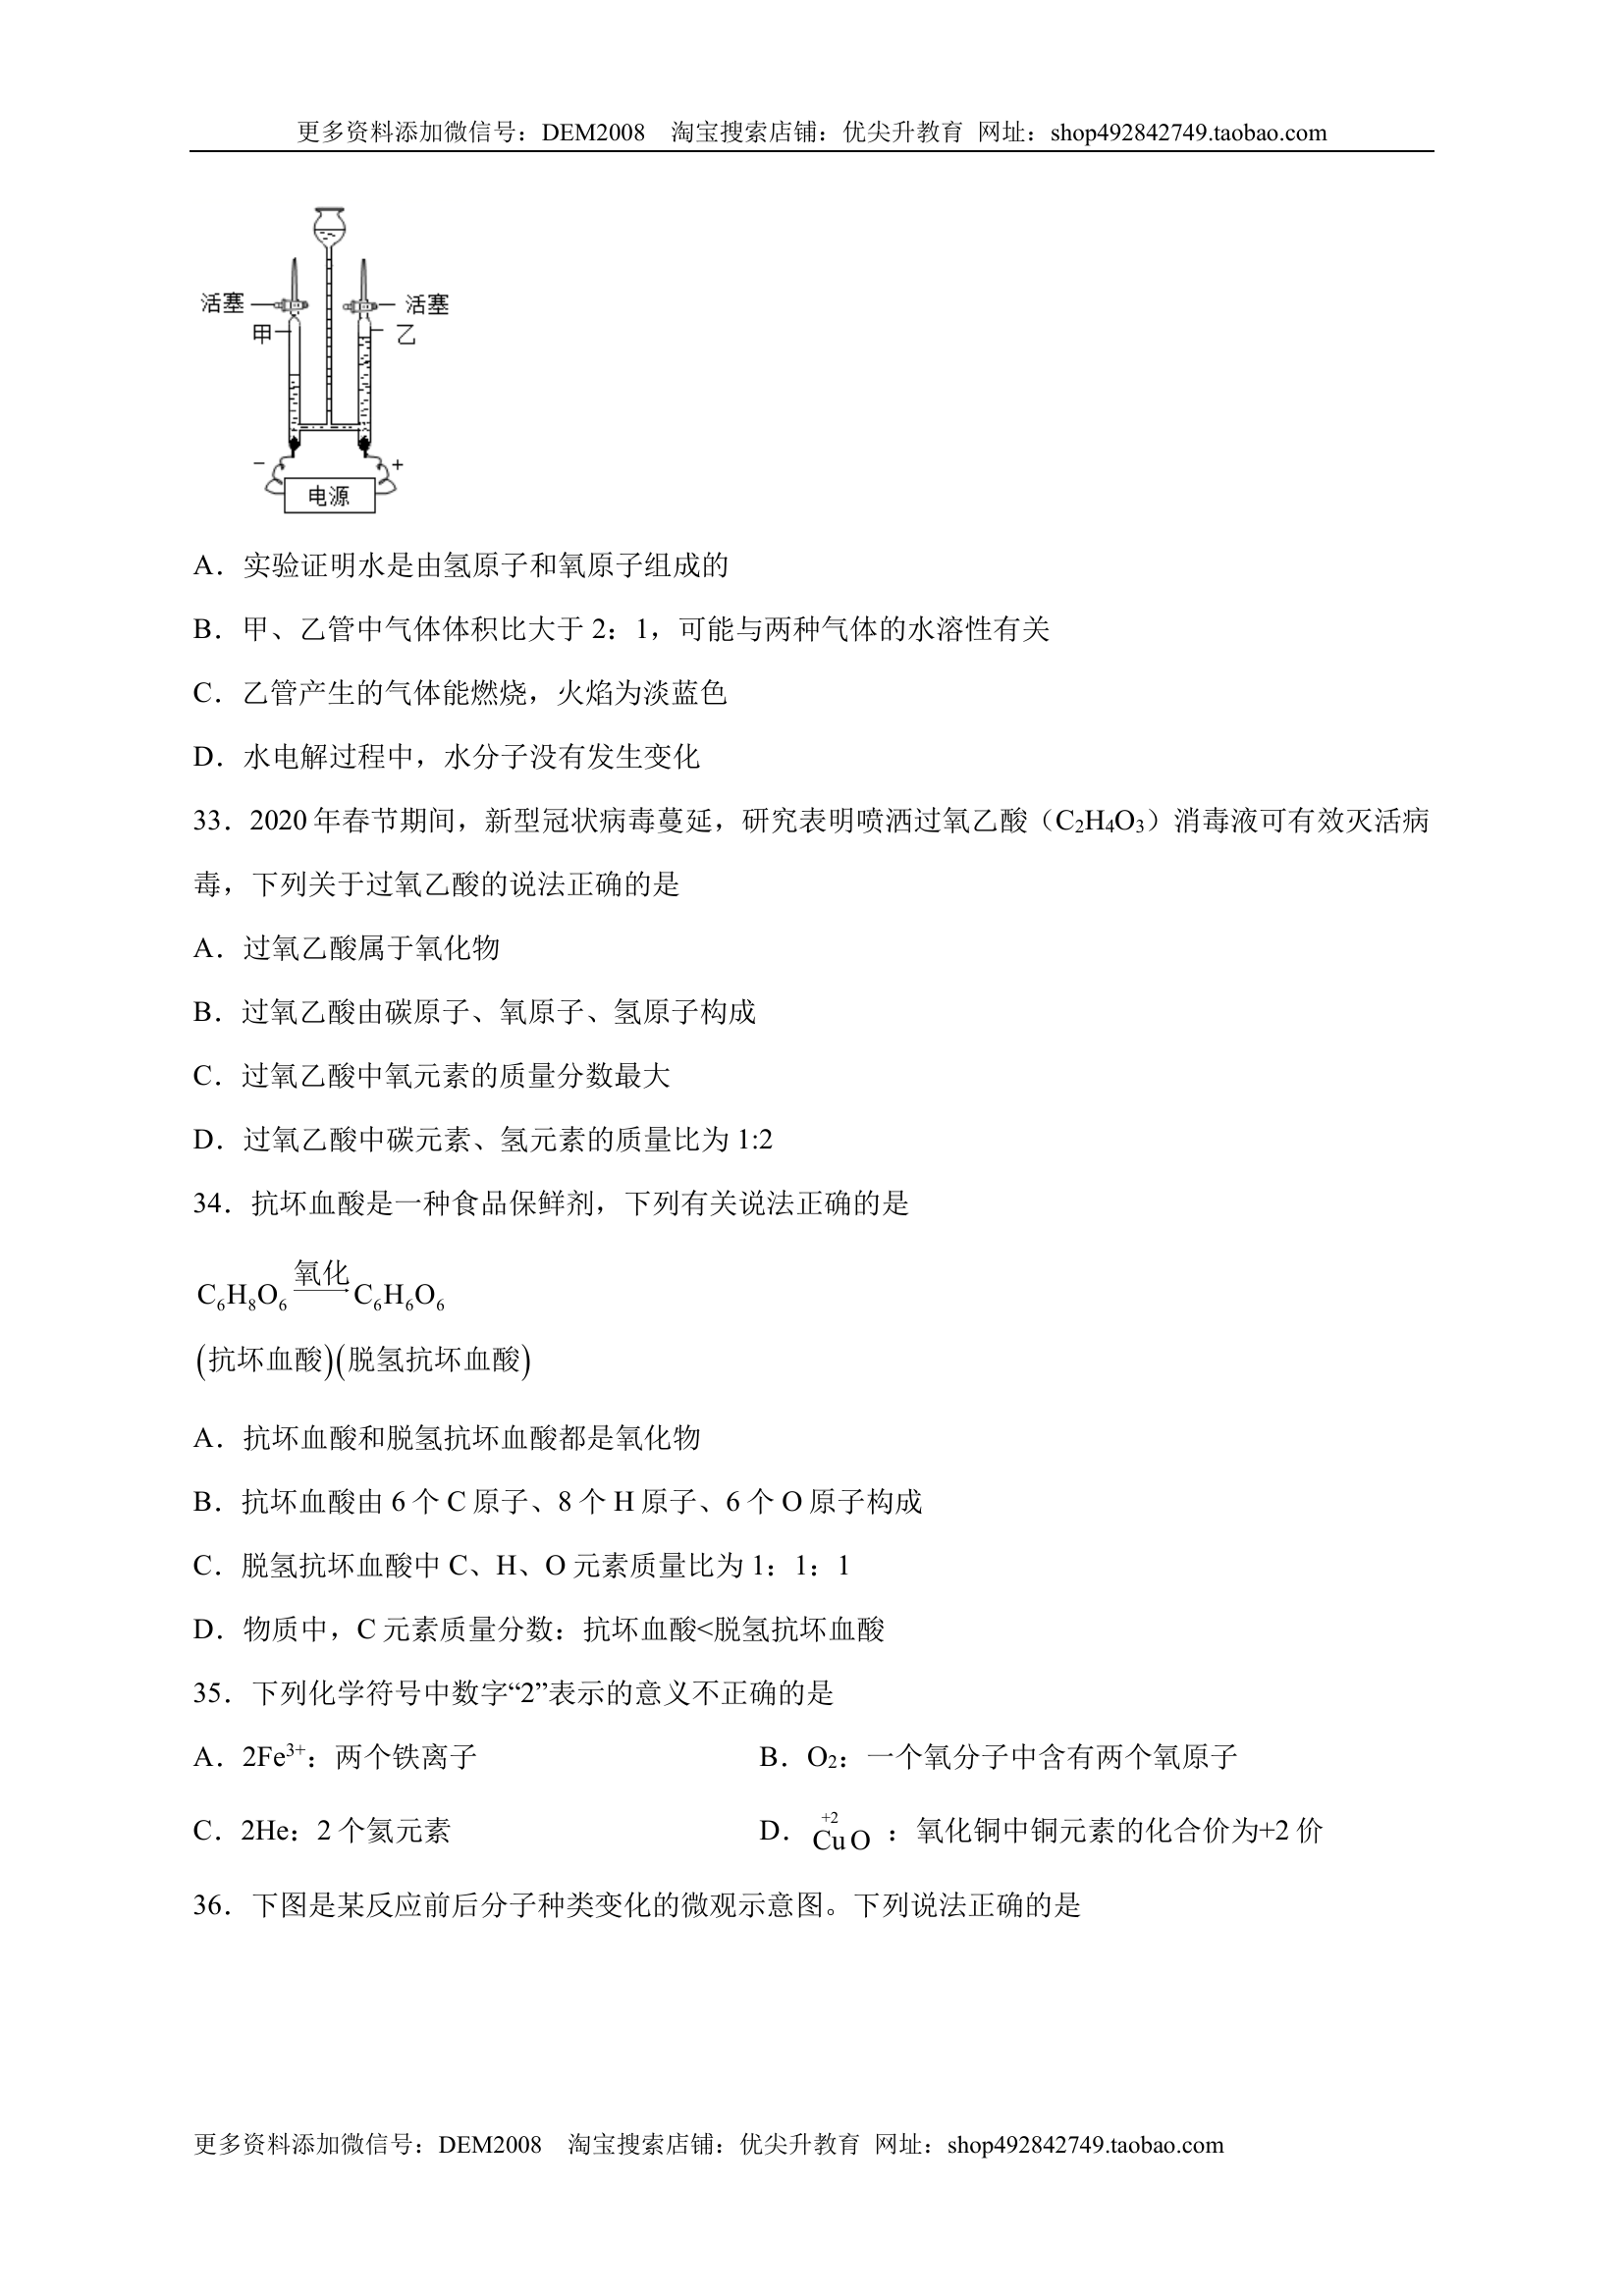 更多资料添加微信号：DEM2008 淘宝搜索店铺：优尖升教育 网址：shop492842749.taobao.com
活塞 活塞
甲 乙
- +
电源
A．实验证明水是由氢原子和氧原子组成的
B．甲、乙管中气体体积比大于 2：1，可能与两种气体的水溶性有关
C．乙管产生的气体能燃烧，火焰为淡蓝色
D．水电解过程中，水分子没有发生变化
33．2020 年春节期间，新型冠状病毒蔓延，研究表明喷洒过氧乙酸（C₂H₄O₃）消毒液可有效灭活病
毒，下列关于过氧乙酸的说法正确的是
A．过氧乙酸属于氧化物
B．过氧乙酸由碳原子、氧原子、氢原子构成
C．过氧乙酸中氧元素的质量分数最大
D．过氧乙酸中碳元素、氢元素的质量比为 1:2
34．抗坏血酸是一种食品保鲜剂，下列有关说法正确的是
氧化
C₆H₈O₆→C₆H₆O₆
(抗坏血酸)(脱氢抗坏血酸)
A．抗坏血酸和脱氢抗坏血酸都是氧化物
B．抗坏血酸由 6 个 C 原子、8 个 H 原子、6 个 O 原子构成
C．脱氢抗坏血酸中 C、H、O 元素质量比为 1：1：1
D．物质中，C 元素质量分数：抗坏血酸<脱氢抗坏血酸
35．下列化学符号中数字“2”表示的意义不正确的是
A．2Fe³⁺：两个铁离子 B．O₂：一个氧分子中含有两个氧原子
+2
C．2He：2 个氦元素 D．CuO ：氧化铜中铜元素的化合价为+2 价
36．下图是某反应前后分子种类变化的微观示意图。下列说法正确的是
更多资料添加微信号：DEM2008 淘宝搜索店铺：优尖升教育 网址：shop492842749.taobao.com